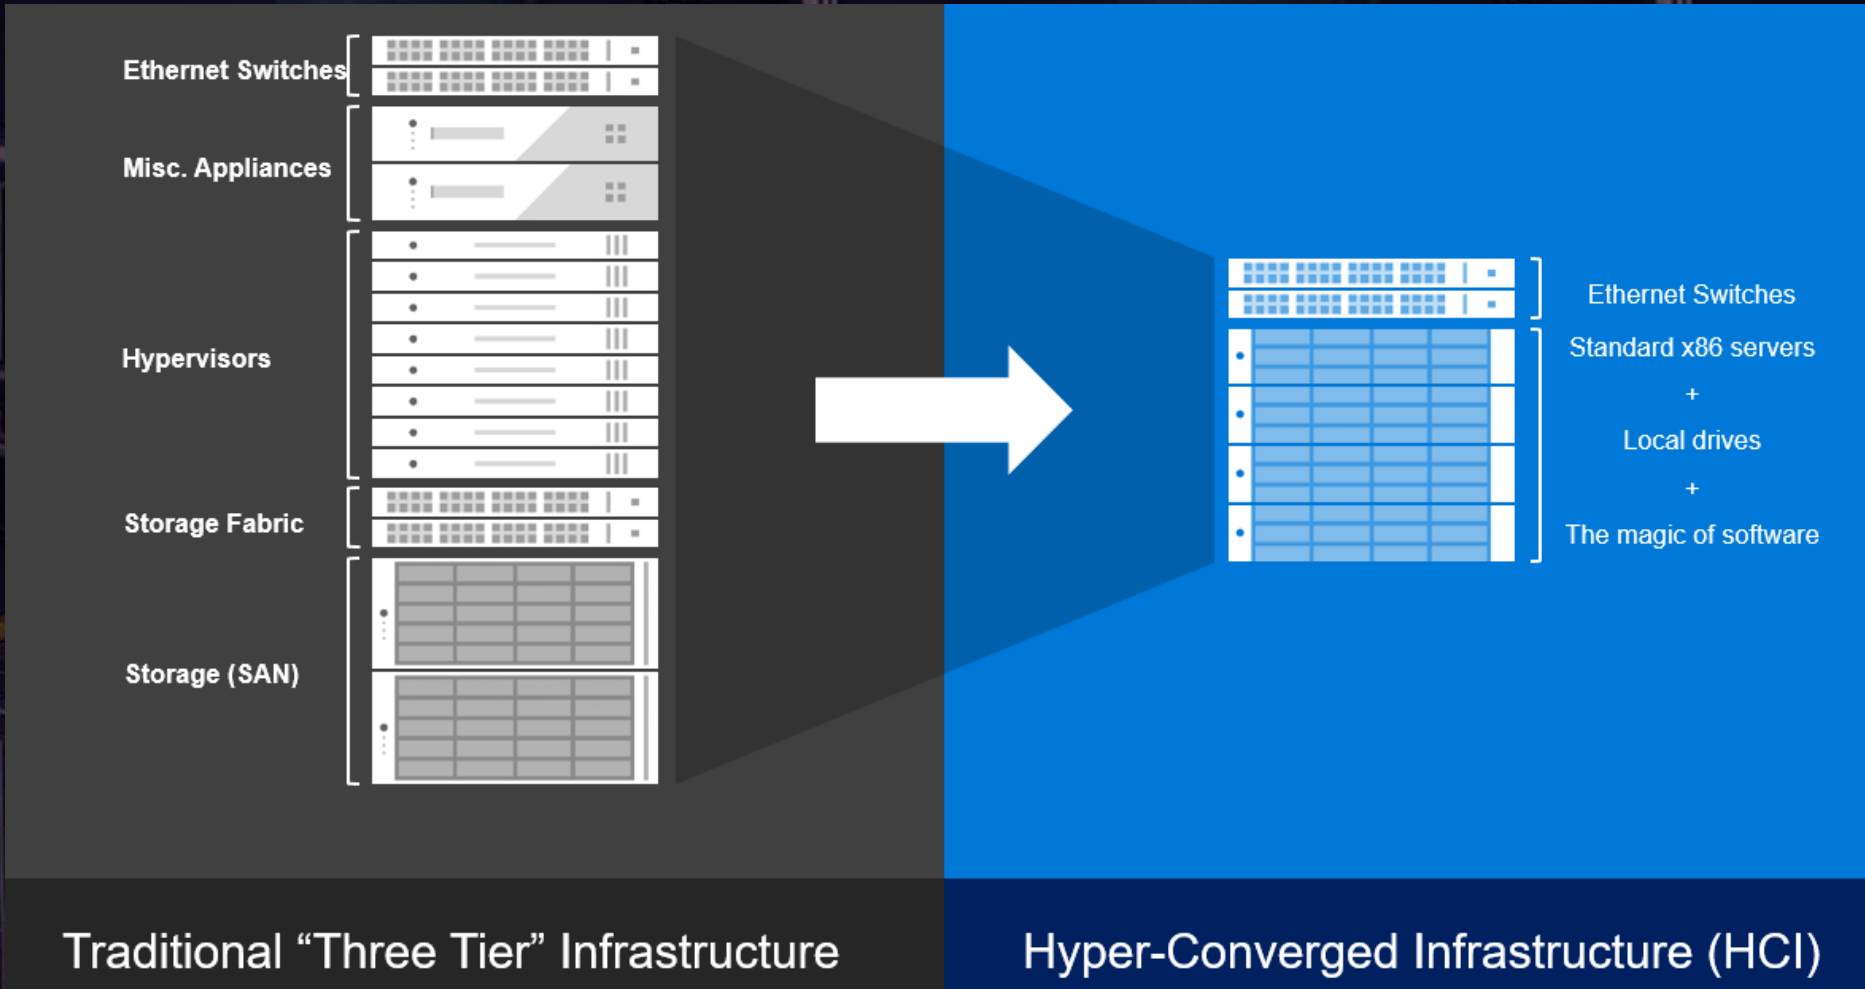 Ethernet Switches
Misc. Appliances
Hypervisors
Storage Fabric
Storage (SAN)
Ethernet Switches
Standard x86 servers
+
Local drives
+
The magic of software
Traditional “Three Tier” Infrastructure
Hyper-Converged Infrastructure (HCI)